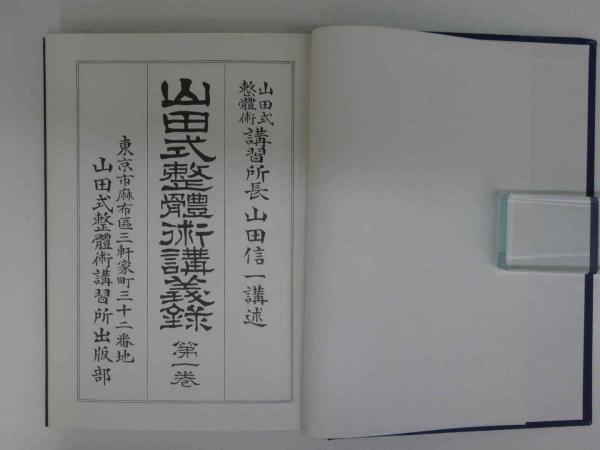 山田式
整體術
講習所長 山田信一講述
山田式整體術講義錄 第一卷
東京市麻布區三軒家町三十二番地
山田式整體術講習所出版部